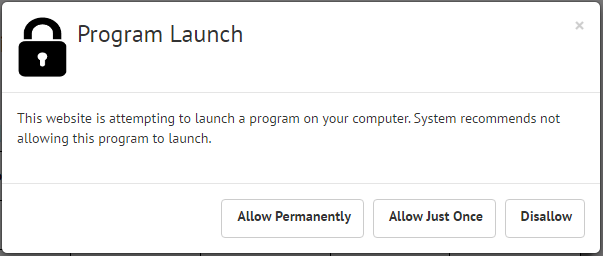 Program Launch
×
This website is attempting to launch a program on your computer. System recommends not
allowing this program to launch.
Allow Permanently
Allow Just Once
Disallow